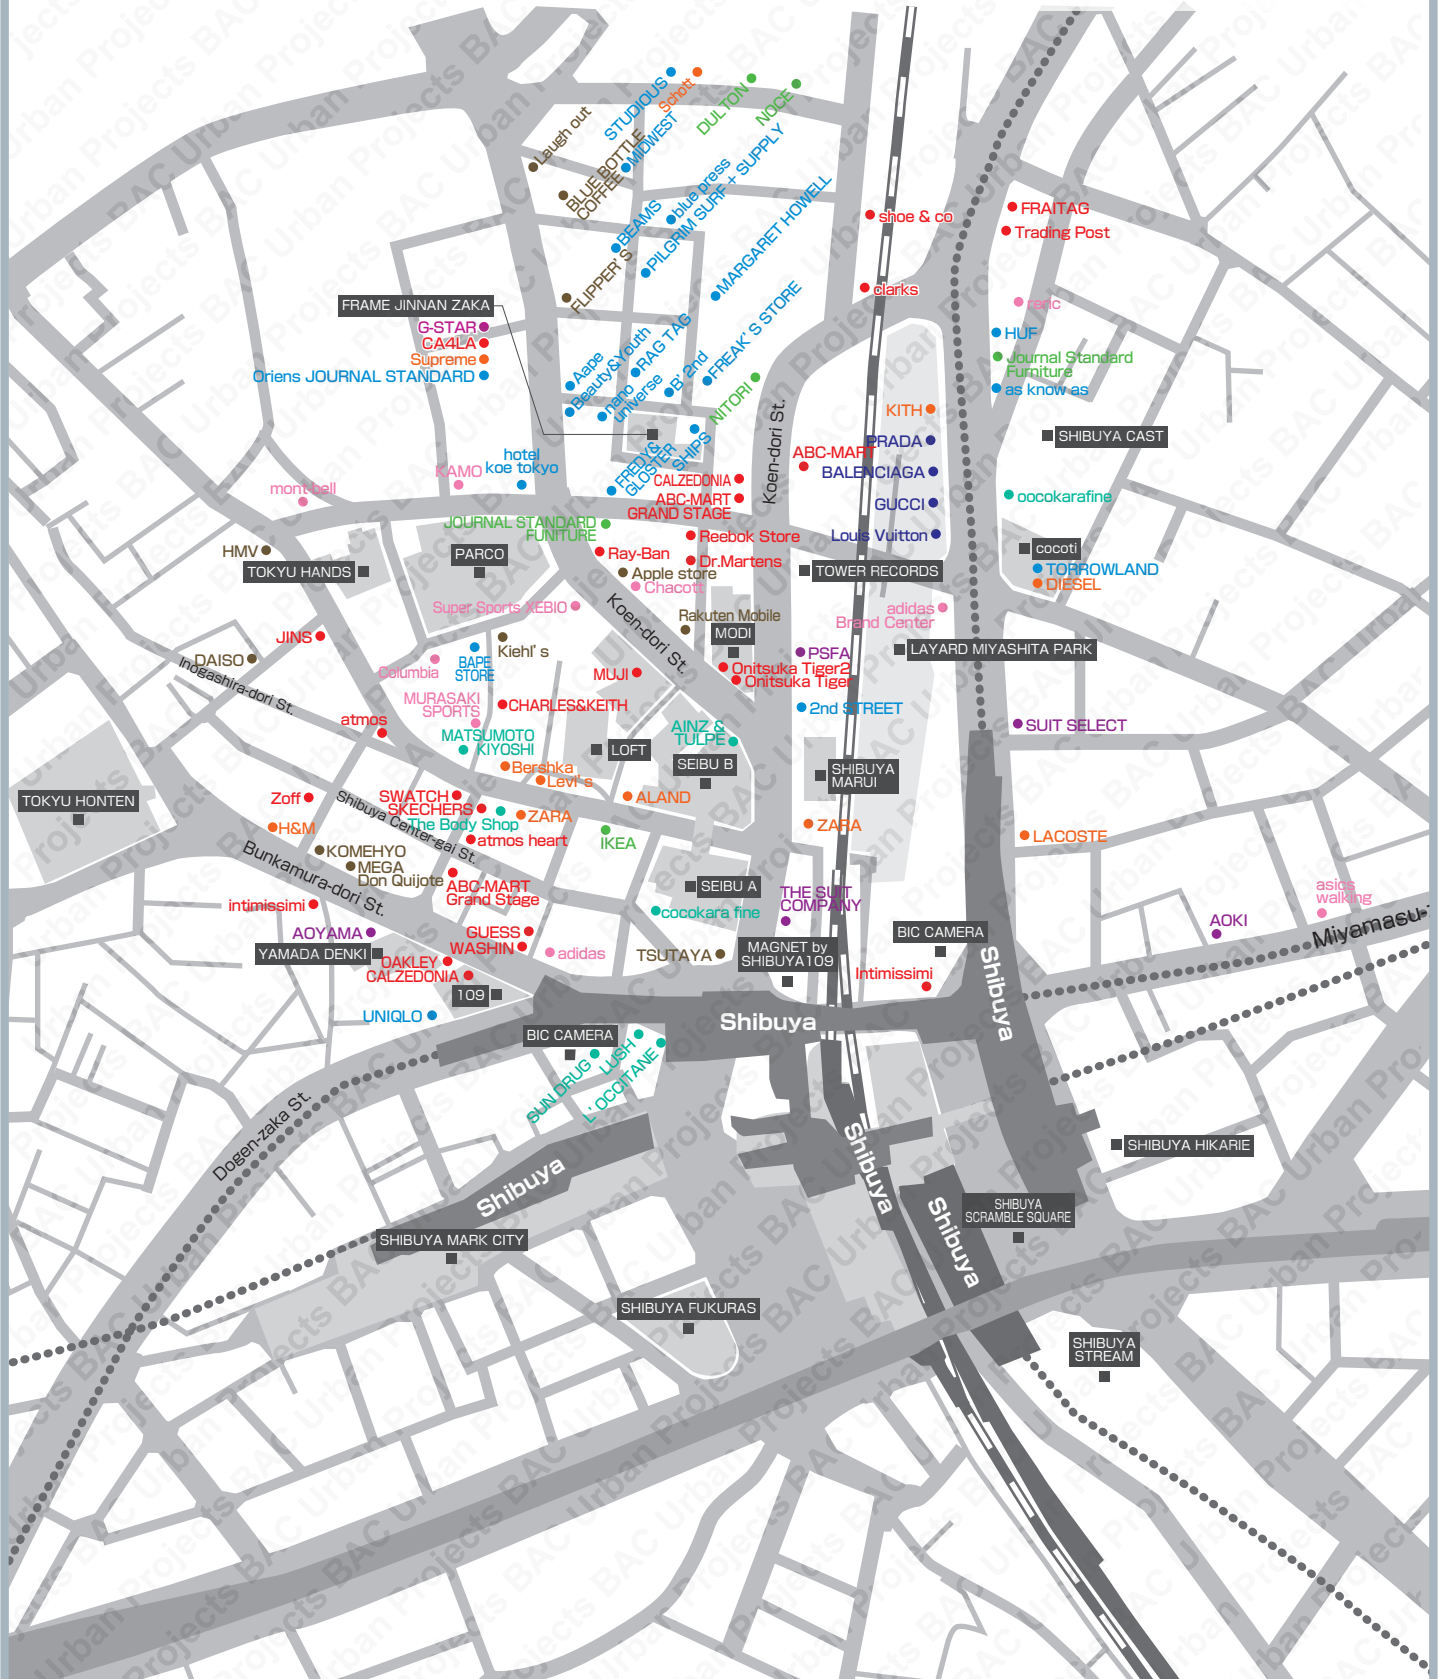 STUDIOUS
Schott
DULTON
NOCE
Laugh out
MIDWEST
BLUE BOTTLE
COFFEE
blue press
PILGRIM SURF + SUPPLY
BEAMS
MARGARET HOWELL
FLIPPER'S
shoe & co
FRAITAG
Trading Post
clarks
reric
FRAME JINNAN ZAKA
G-STAR
CA4LA
Supreme
Oriens JOURNAL STANDARD
Aape
Beauty&Youth
RAG TAG
nano
universe
B' 2nd
FREAK'S STORE
NITORI
HUF
Journal Standard
Furniture
as know as
KITH
PRADA
ABC-MART
BALENCIAGA
GUCCI
Louis Vuitton
SHIBUYA CAST
Koen-dori St.
SHIPS
FREDY&
GLOSTER
hotel
koe tokyo
KAMO
mont-bell
CALZEDONIA
ABC-MART
GRAND STAGE
oocokarafine
JOURNAL STANDARD
FUNITURE
Reebok Store
HMV
TOKYU HANDS
PARCO
Ray-Ban
Dr.Martens
Apple store
Chacott
TOWER RECORDS
cocoti
TORROWLAND
DIESEL
Super Sports XEBIO
Koen-dori St.
Rakuten Mobile
MODI
adidas
Brand Center
JINS
DAISO
Inogashira-dori St.
Columbia
BAPE
STORE
Kiehl's
PSFA
LAYARD MIYASHITA PARK
MUJI
Onitsuka Tiger2
Onitsuka Tiger
MURASAKI
SPORTS
CHARLES&KEITH
2nd STREET
atmos
MATSUMOTO
KIYOSHI
AINZ &
TULPE
SUIT SELECT
LOFT
SEIBU B
Bershka
Levi's
SHIBUYA
MARUI
TOKYU HONTEN
Zoff
SWATCH
SKECHERS
The Body Shop
ZARA
ALAND
Shibuya Center-gai St.
H&M
atmos heart
IKEA
ZARA
LACOSTE
KOMEHYO
MEGA
Don Quijote
Bunkamura-dori St.
ABC-MART
Grand Stage
SEIBU A
THE SUIT
COMPANY
asics
walking
intimissimi
cocokara fine
AOKI
Miyamasu-
AOYAMA
GUESS
WASHIN
BIC CAMERA
YAMADA DENKI
OAKLEY
CALZEDONIA
adidas
TSUTAYA
MAGNET by
SHIBUYA109
Intimissimi
109
Shibuya
UNIQLO
Shibuya
BIC CAMERA
SUN DRUG
LUSH
L'OCCITANE
Dogen-zaka St.
Shibuya
Shibuya
SHIBUYA HIKARIE
SHIBUYA
SCRAMBLE SQUARE
Shibuya
SHIBUYA MARK CITY
SHIBUYA FUKURAS
SHIBUYA
STREAM